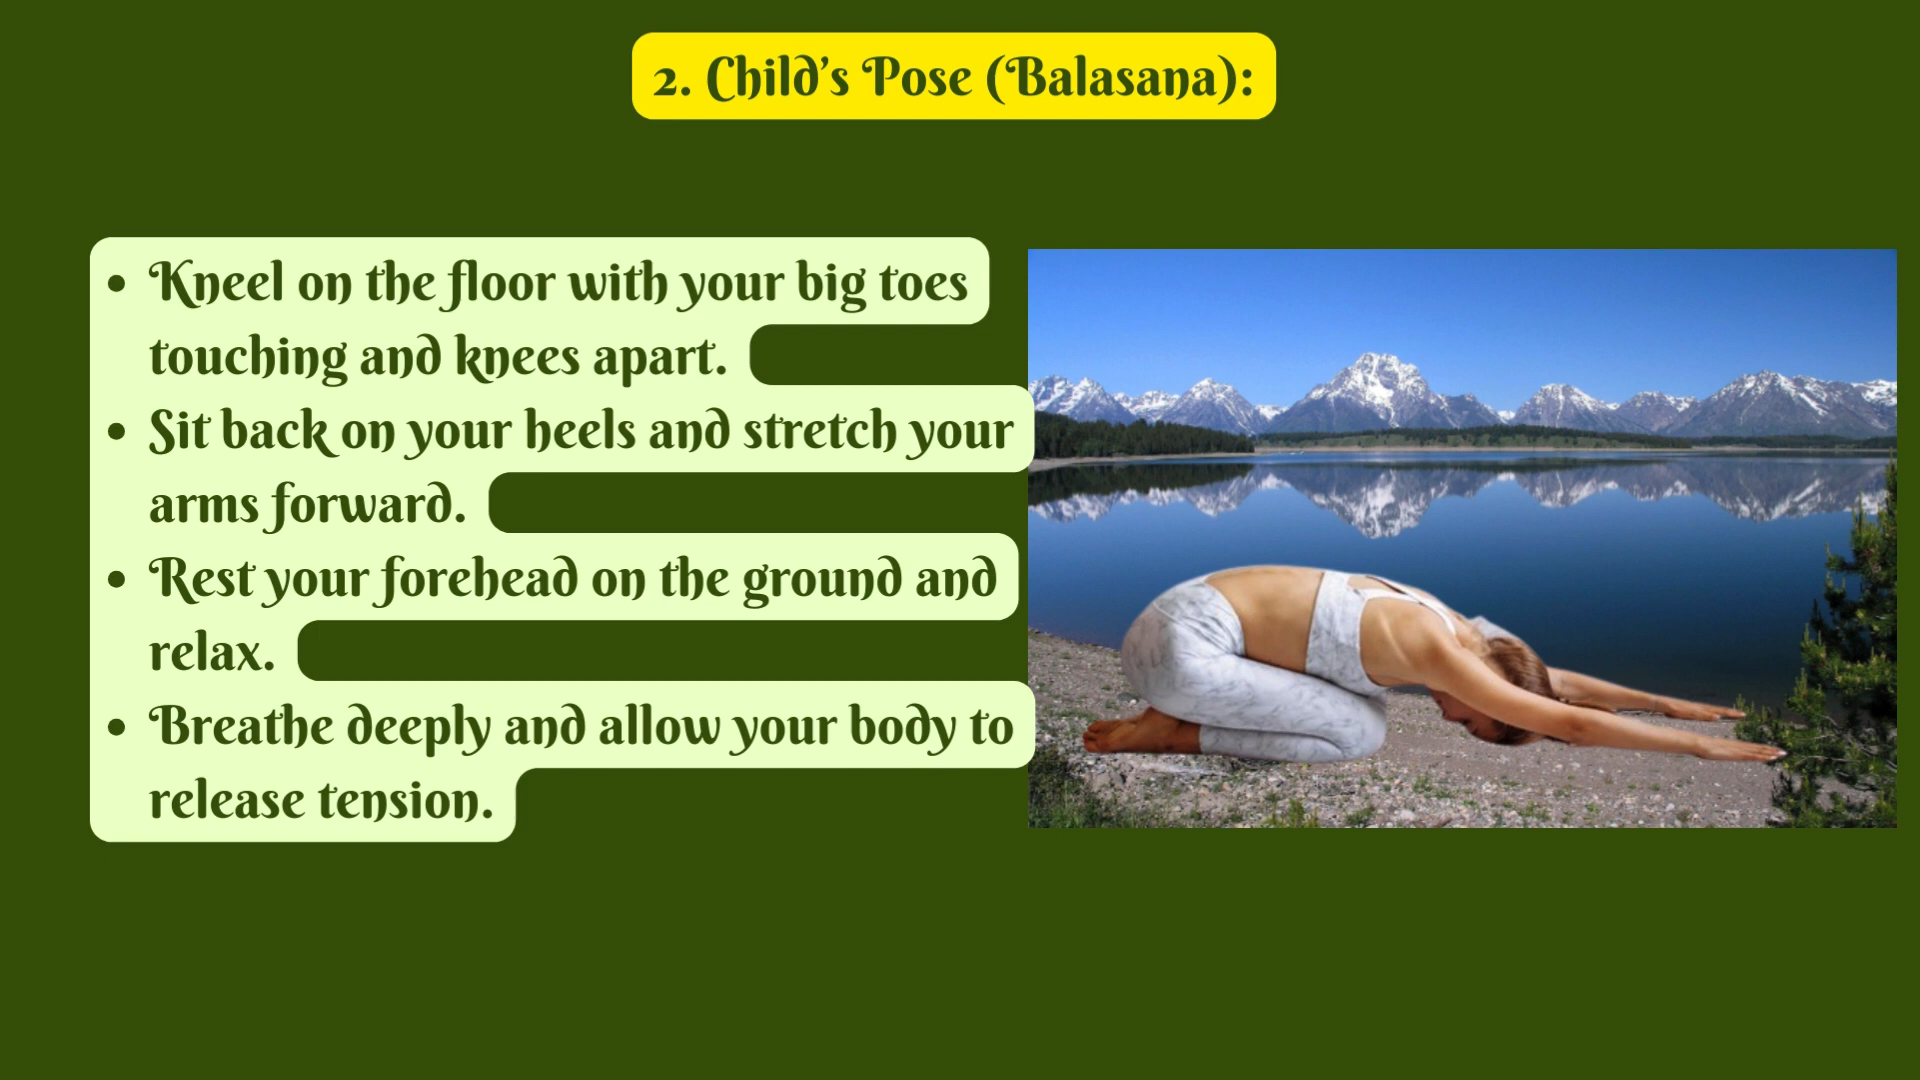 2. Child’s Pose (Balasana):
• Kneel on the floor with your big toes
touching and knees apart.
• Sit back on your heels and stretch your
arms forward.
• Rest your forehead on the ground and
relax.
• Breathe deeply and allow your body to
release tension.